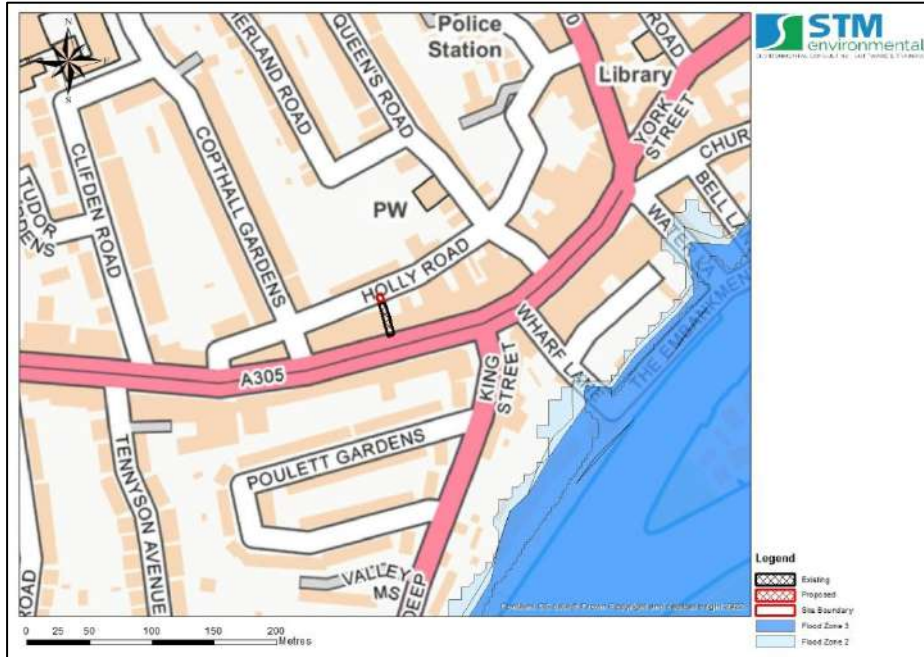 Police
Station
STM
environmental
Library
QUEEN'S ROAD
ROAD
YORK
STREET
COPTHALL GARDENS
CLIFDEN ROAD
TUDOR
PW
BELL LA
HOLLY ROAD
THE EMBANKMENT
WHARF LA
A305
KING
STREET
TENNYSON AVENUE
POULETT GARDENS
VALLEY
MS
ROAD
DEEP
Legend
Existing
Proposed
Site Boundary
Flood Zone 3
Flood Zone 2
0 25 50 100 150 200
Metres